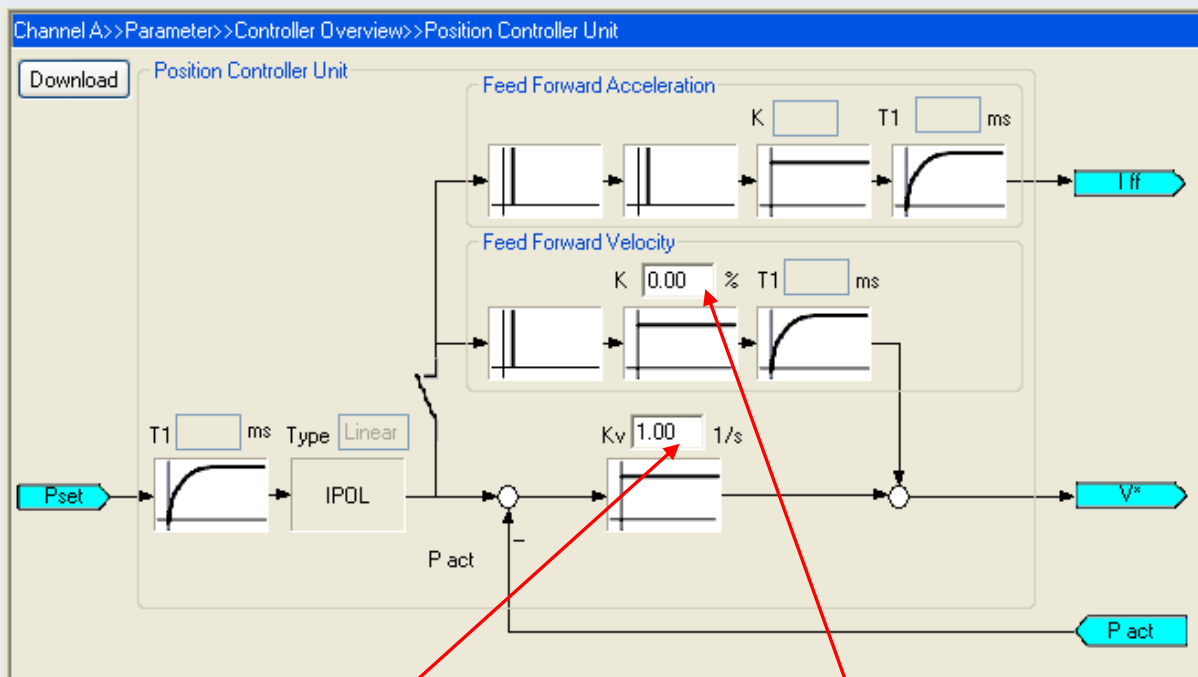 Channel A>>Parameter>>Controller Overview>>Position Controller Unit
Download
Position Controller Unit
Feed Forward Acceleration
K T1 ms
I ff
Feed Forward Velocity
K 0.00 % T1 ms
T1 ms Type Linear
Kv 1.00 1/s
Pset
IPOL
V*
–
P act
P act